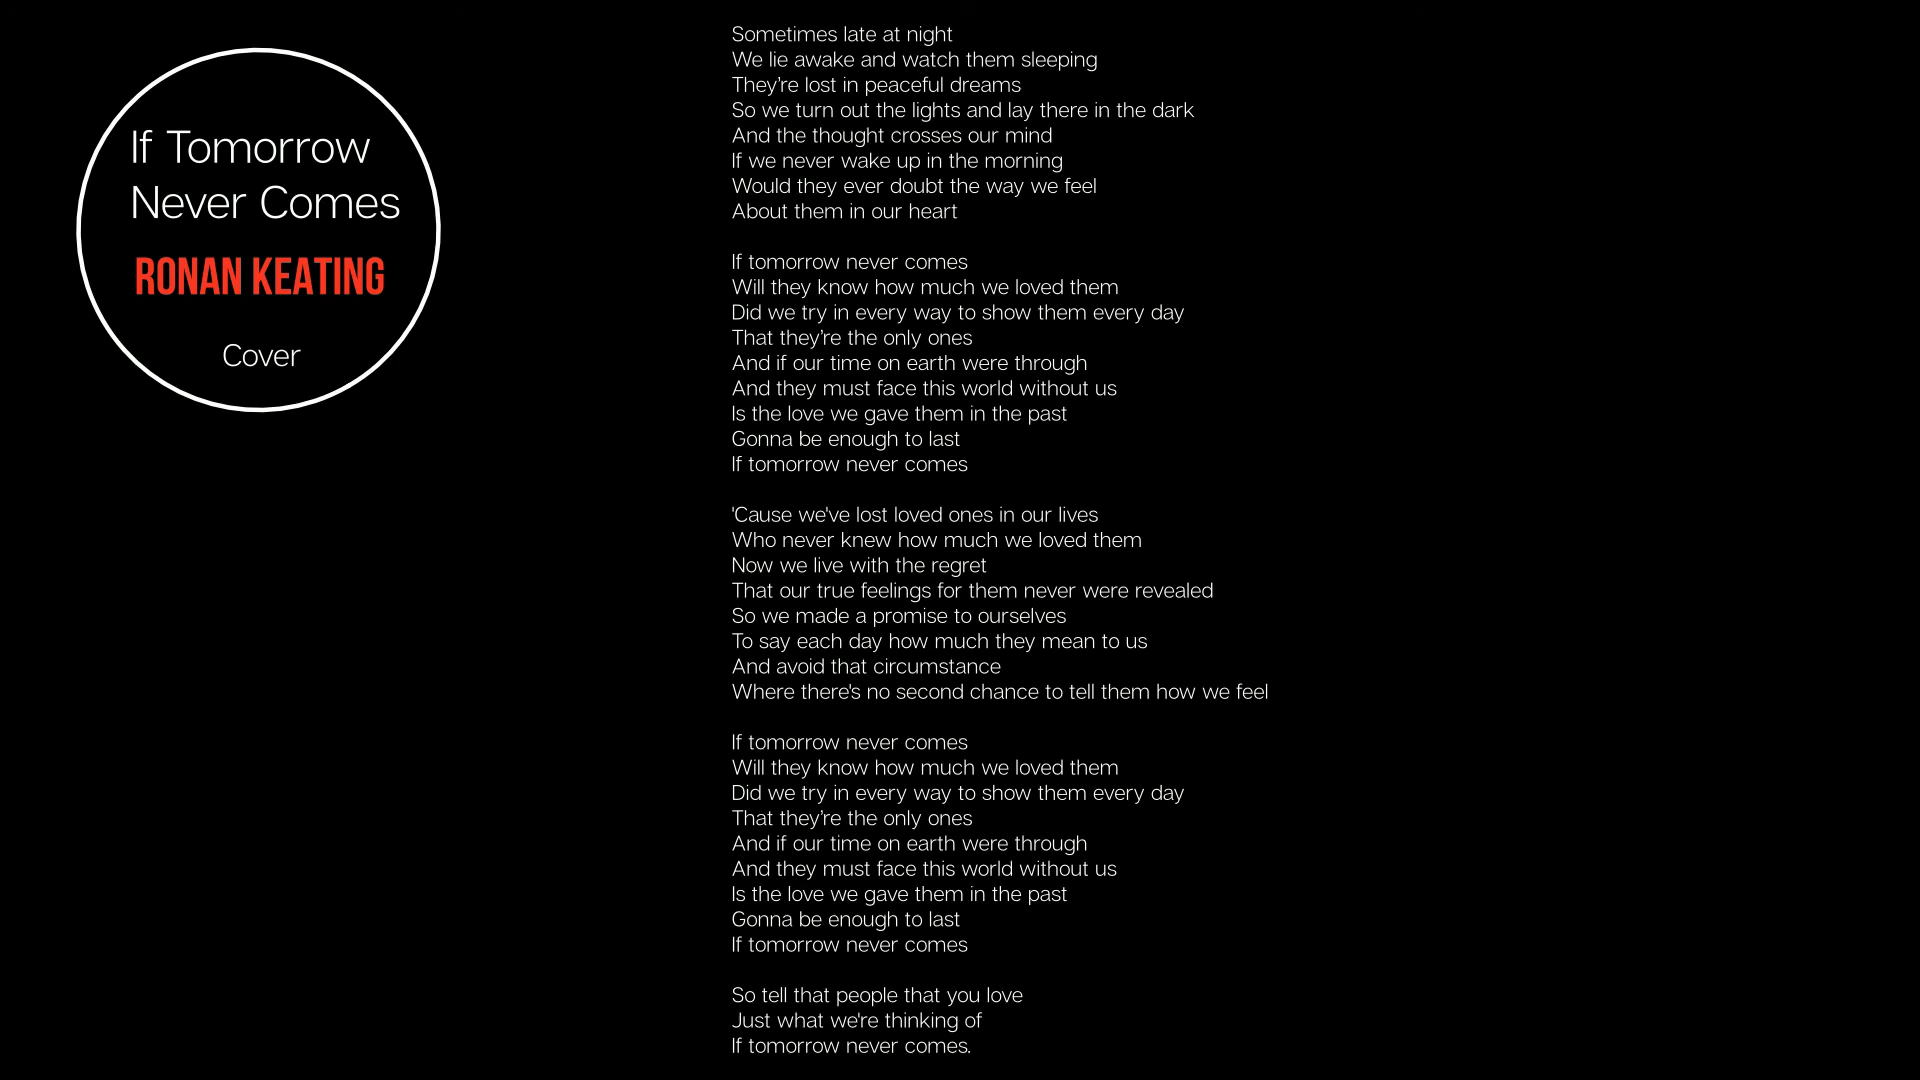 If Tomorrow
Never Comes
RONAN KEATING
Cover
Sometimes late at night
We lie awake and watch them sleeping
They're lost in peaceful dreams
So we turn out the lights and lay there in the dark
And the thought crosses our mind
If we never wake up in the morning
Would they ever doubt the way we feel
About them in our heart

If tomorrow never comes
Will they know how much we loved them
Did we try in every way to show them every day
That they're the only ones
And if our time on earth were through
And they must face this world without us
Is the love we gave them in the past
Gonna be enough to last
If tomorrow never comes

'Cause we've lost loved ones in our lives
Who never knew how much we loved them
Now we live with the regret
That our true feelings for them never were revealed
So we made a promise to ourselves
To say each day how much they mean to us
And avoid that circumstance
Where there's no second chance to tell them how we feel

If tomorrow never comes
Will they know how much we loved them
Did we try in every way to show them every day
That they're the only ones
And if our time on earth were through
And they must face this world without us
Is the love we gave them in the past
Gonna be enough to last
If tomorrow never comes

So tell that people that you love
Just what we're thinking of
If tomorrow never comes.